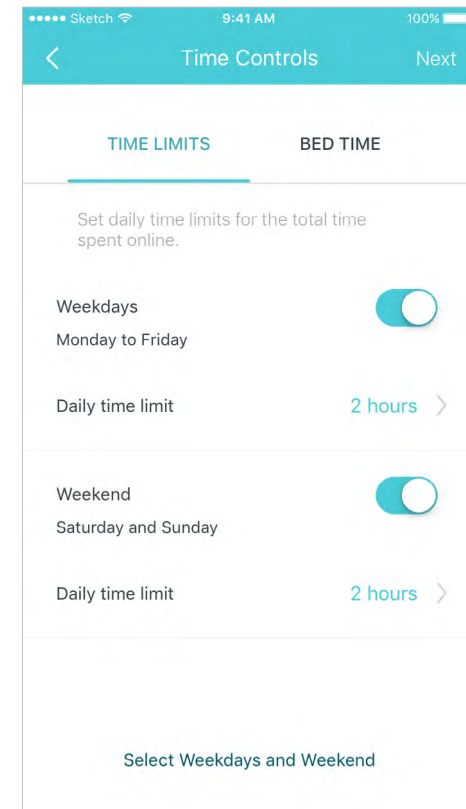 Sketch 9:41 AM 100%
Time Controls Next
TIME LIMITS BED TIME
Set daily time limits for the total time
spent online.
Weekdays
Monday to Friday
Daily time limit 2 hours
Weekend
Saturday and Sunday
Daily time limit 2 hours
Select Weekdays and Weekend